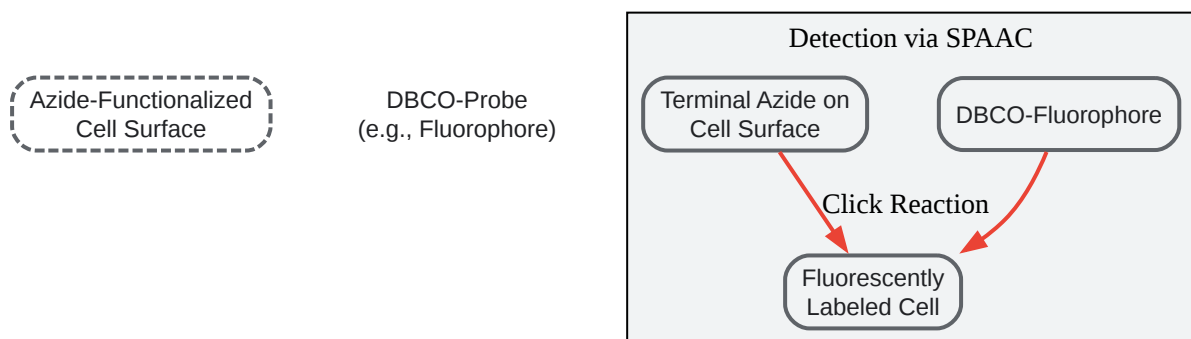 Detection via SPAAC
Azide-Functionalized
Cell Surface
DBCO-Probe
(e.g., Fluorophore)
Terminal Azide on
Cell Surface
DBCO-Fluorophore
Click Reaction
Fluorescently
Labeled Cell